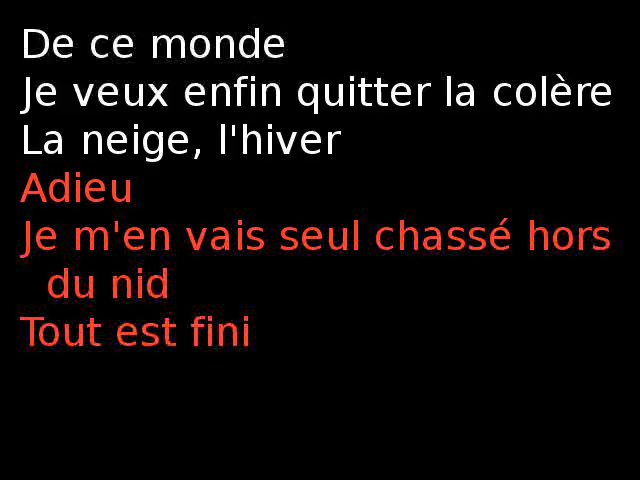 De ce monde
Je veux enfin quitter la colère
La neige, l'hiver
Adieu
Je m'en vais seul chassé hors
du nid
Tout est fini